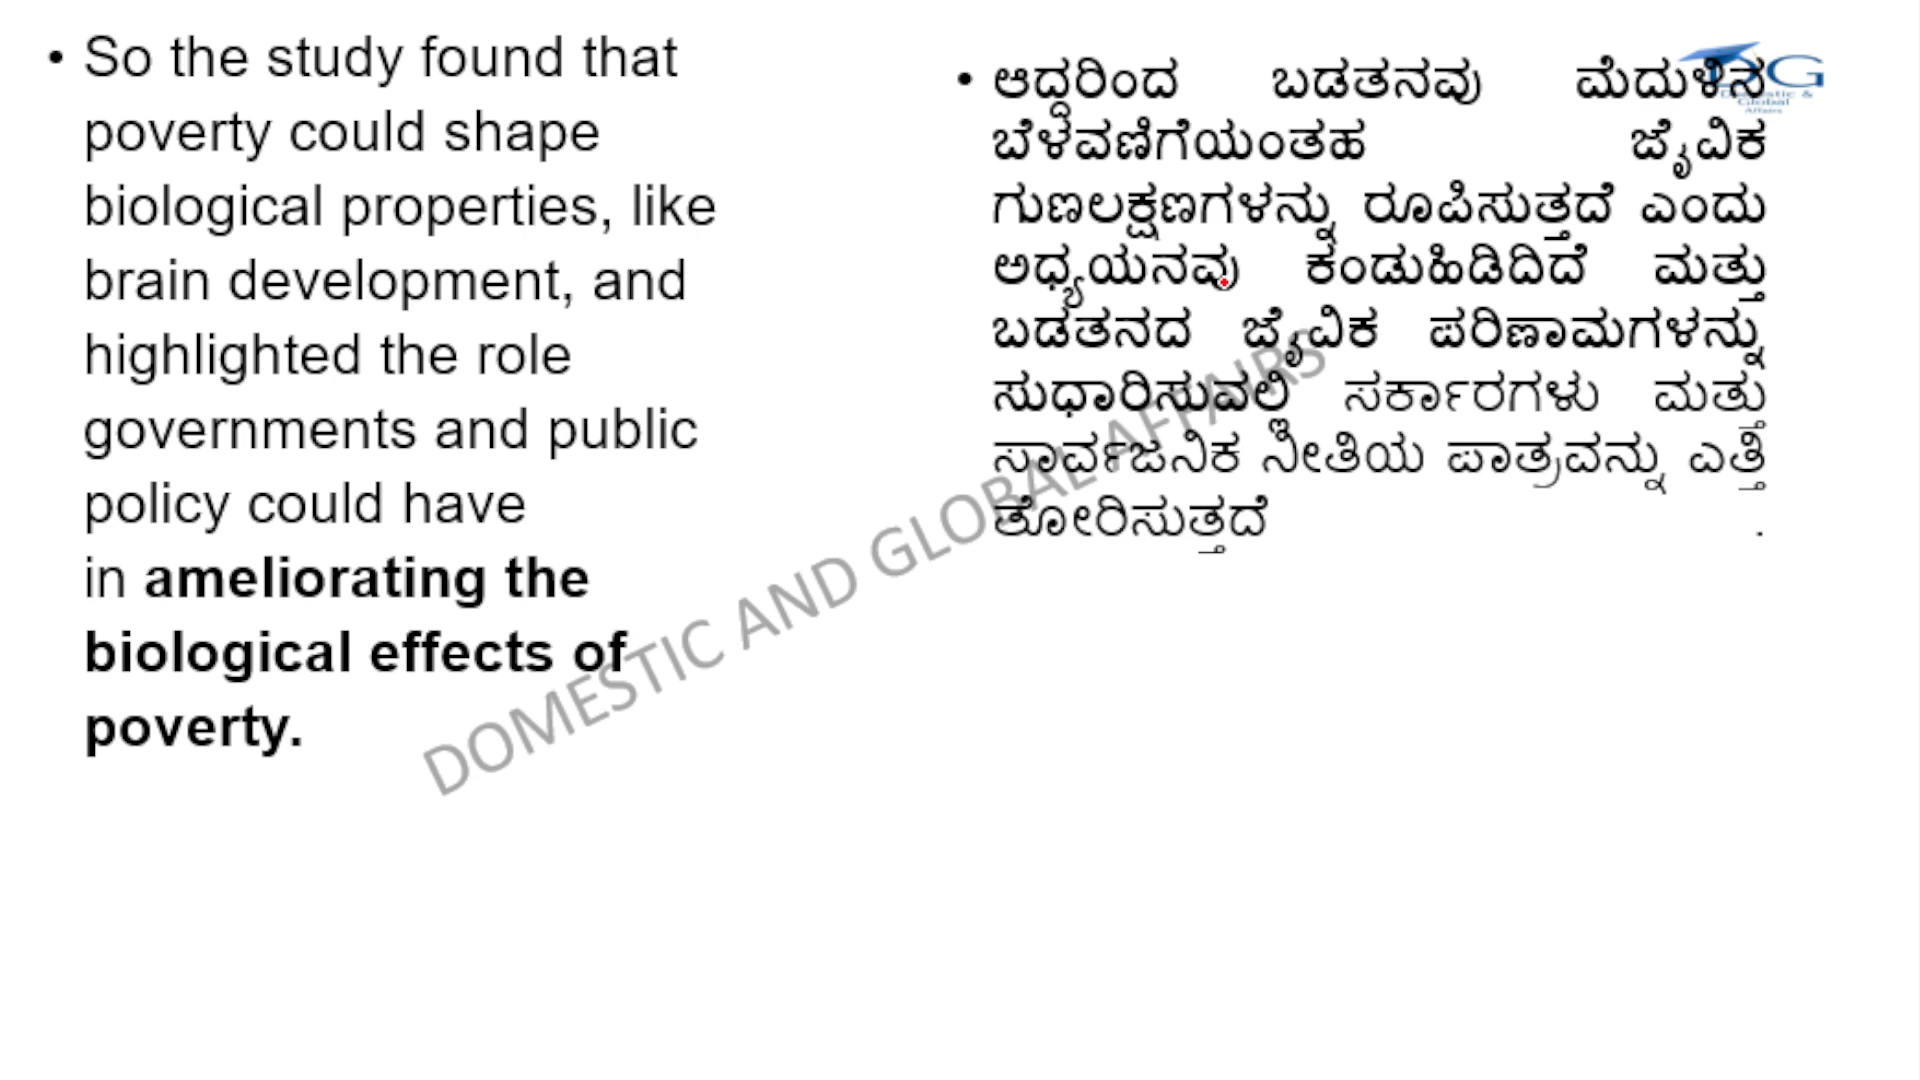 • So the study found that
poverty could shape
biological properties, like
brain development, and
highlighted the role
governments and public
policy could have
in ameliorating the
biological effects of
poverty.
• ಆದ್ದರಿಂದ ಬಡತನವು ಮೆದುಳಿನ
ಬೆಳವಣಿಗೆಯಂತಹ ಜೈವಿಕ
ಗುಣಲಕ್ಷಣಗಳನ್ನು ರೂಪಿಸುತ್ತದೆ ಎಂದು
ಅಧ್ಯಯನವು ಕಂಡುಹಿಡಿದಿದೆ ಮತ್ತು
ಬಡತನದ ಜೈವಿಕ ಪರಿಣಾಮಗಳನ್ನು
ಸುಧಾರಿಸುವಲ್ಲಿ ಸರ್ಕಾರಗಳು ಮತ್ತು
ಸಾರ್ವಜನಿಕ ನೀತಿಯ ಪಾತ್ರವನ್ನು ಎತ್ತಿ
ತೋರಿಸುತ್ತದೆ .
DOMESTIC AND GLOBAL AFFAIRS
Global
Affairs